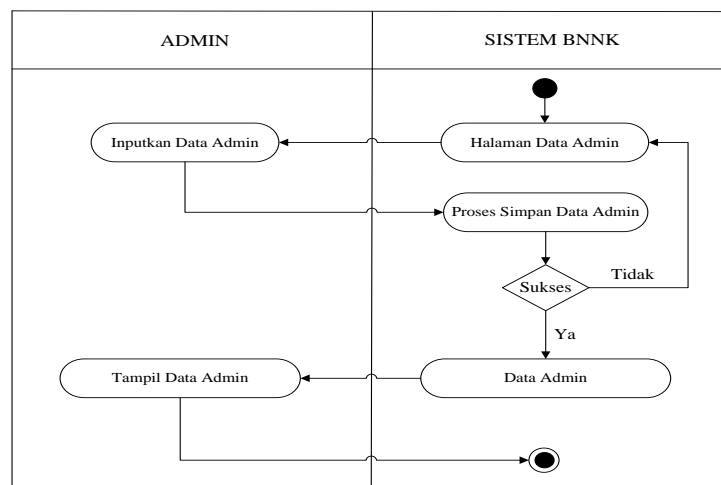 ADMIN
SISTEM BNNK
Inputkan Data Admin
Halaman Data Admin
Proses Simpan Data Admin
Sukses
Tidak
Ya
Tampil Data Admin
Data Admin